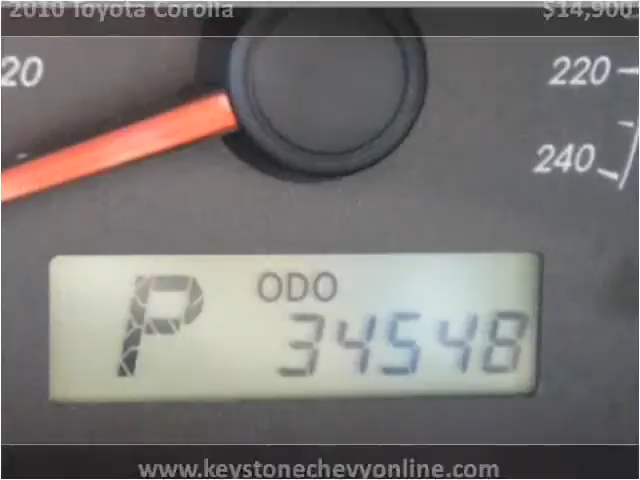 2010 Toyota Corolla $14,900
20 220
240
ODO
P 34548
www.keystonechevyonline.com